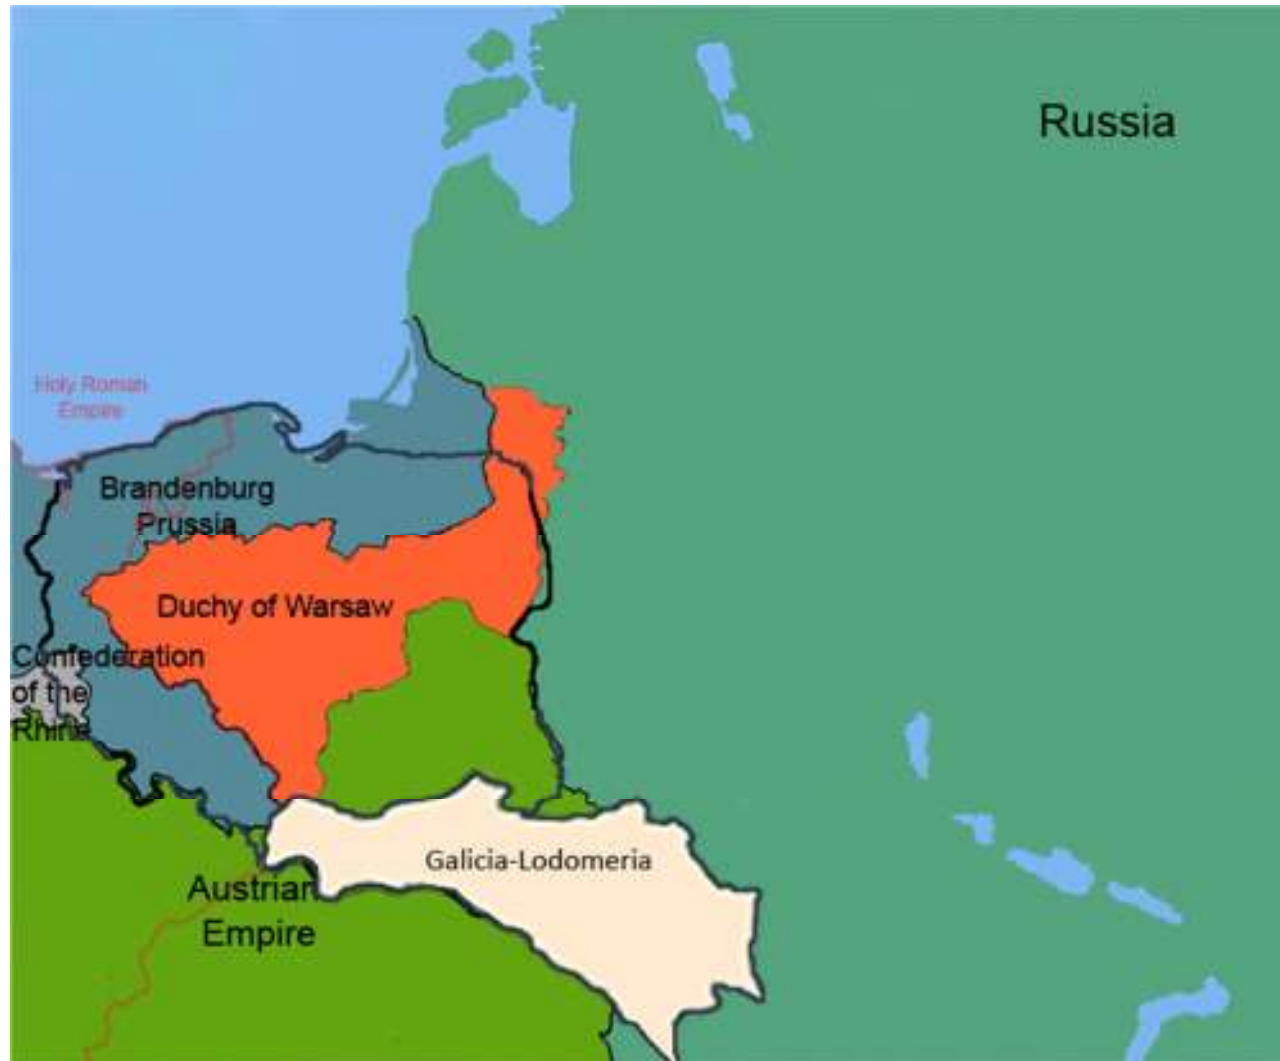 Russia
Holy Roman
Empire
Brandenburg
Prussia
Duchy of Warsaw
Confederation
of the
Rhine
Galicia-Lodomeria
Austrian
Empire